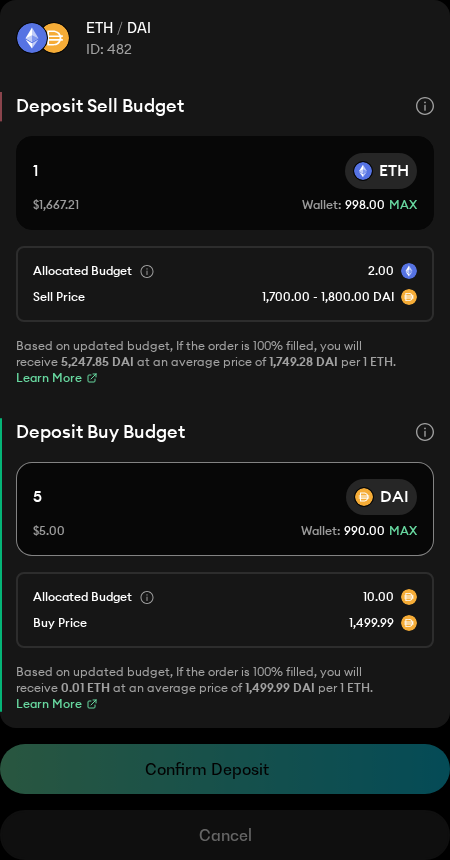 ETH / DAI
ID: 482
Deposit Sell Budget
1
ETH
$1,667.21
Wallet: 998.00 MAX
Allocated Budget
2.00
Sell Price
1,700.00 - 1,800.00 DAI
Based on updated budget, If the order is 100% filled, you will
receive 5,247.85 DAI at an average price of 1,749.28 DAI per 1 ETH.
Learn More
Deposit Buy Budget
5
DAI
$5.00
Wallet: 990.00 MAX
Allocated Budget
10.00
Buy Price
1,499.99
Based on updated budget, If the order is 100% filled, you will
receive 0.01 ETH at an average price of 1,499.99 DAI per 1 ETH.
Learn More
Confirm Deposit
Cancel